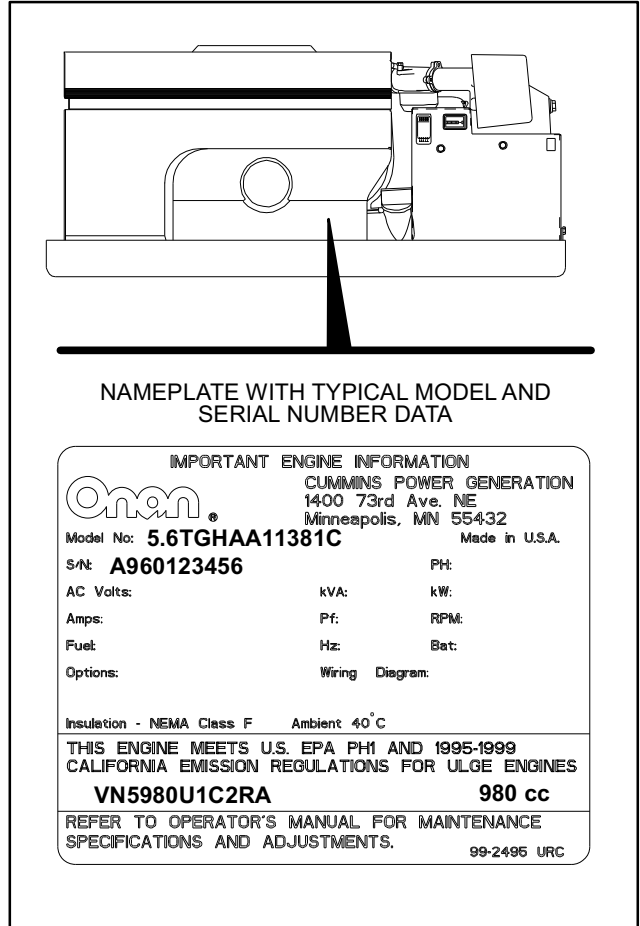 NAMEPLATE WITH TYPICAL MODEL AND
SERIAL NUMBER DATA
IMPORTANT ENGINE INFORMATION
Onan ®
CUMMINS POWER GENERATION
1400 73rd Ave. NE
Minneapolis, MN 55432
Model No: 5.6TGHAA11381C Made in U.S.A.
S/N: A960123456 PH:
AC Volts: kVA: kW:
Amps: Pf: RPM:
Fuel: Hz: Bat:
Options: Wiring Diagram:
Insulation - NEMA Class F Ambient 40°C
THIS ENGINE MEETS U.S. EPA PH1 AND 1995-1999
CALIFORNIA EMISSION REGULATIONS FOR ULGE ENGINES
VN5980U1C2RA 980 cc
REFER TO OPERATOR'S MANUAL FOR MAINTENANCE
SPECIFICATIONS AND ADJUSTMENTS.
99-2495 URC